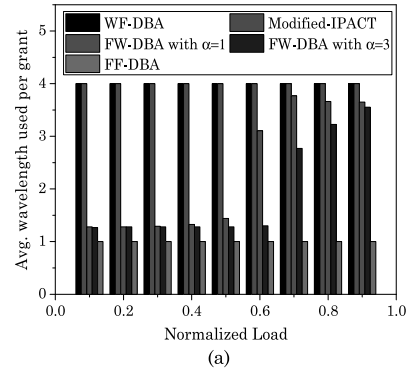 WF-DBA
Modified-IPACT
FW-DBA with α=1
FW-DBA with α=3
FF-DBA
Avg. wavelength used per grant
5
4
3
2
1
0
0.0 0.2 0.4 0.6 0.8 1.0
Normalized Load
(a)